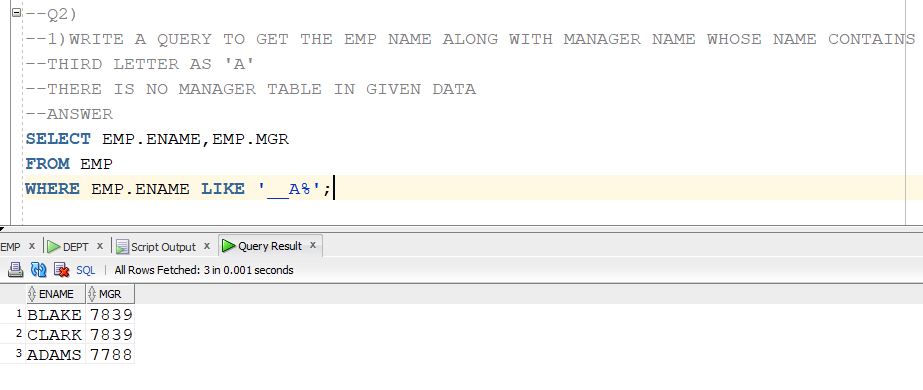 --Q2)
--1)WRITE A QUERY TO GET THE EMP NAME ALONG WITH MANAGER NAME WHOSE NAME CONTAINS
--THIRD LETTER AS 'A'
--THERE IS NO MANAGER TABLE IN GIVEN DATA
--ANSWER
SELECT EMP.ENAME,EMP.MGR
FROM EMP
WHERE EMP.ENAME LIKE '__A%';
EMP x DEPT x Script Output x Query Result x
SQL | All Rows Fetched: 3 in 0.001 seconds
ENAME MGR
1 BLAKE 7839
2 CLARK 7839
3 ADAMS 7788